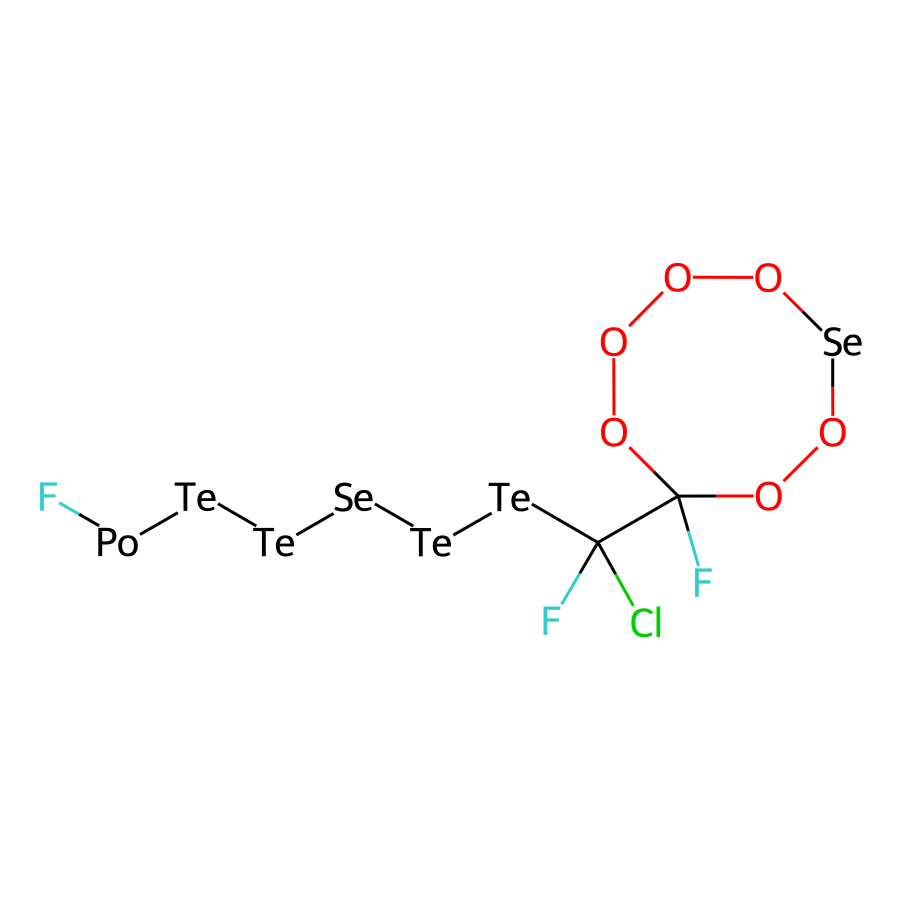 O O
O Se
O O
F Te Se Te O
Po Te Te
F
F Cl